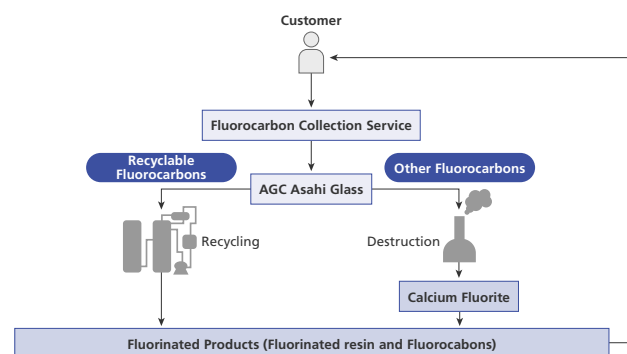 Customer
Fluorocarbon Collection Service
Recyclable
Fluorocarbons
Other Fluorocarbons
AGC Asahi Glass
Recycling
Destruction
Calcium Fluorite
Fluorinated Products (Fluorinated resin and Fluorocabons)